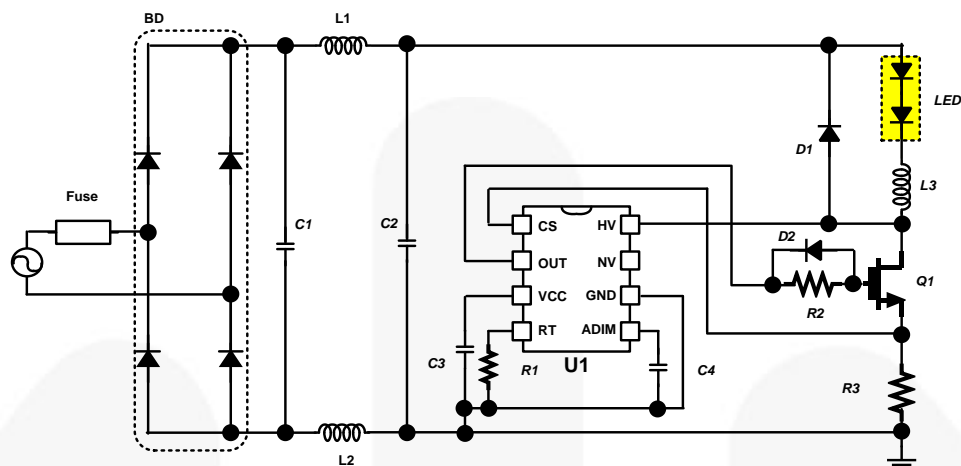 BD
L1
LED
D1
Fuse
L3
C1
C2
CS
HV
D2
OUT
NV
Q1
VCC
GND
R2
RT
ADIM
C3
R1
U1
C4
R3
L2